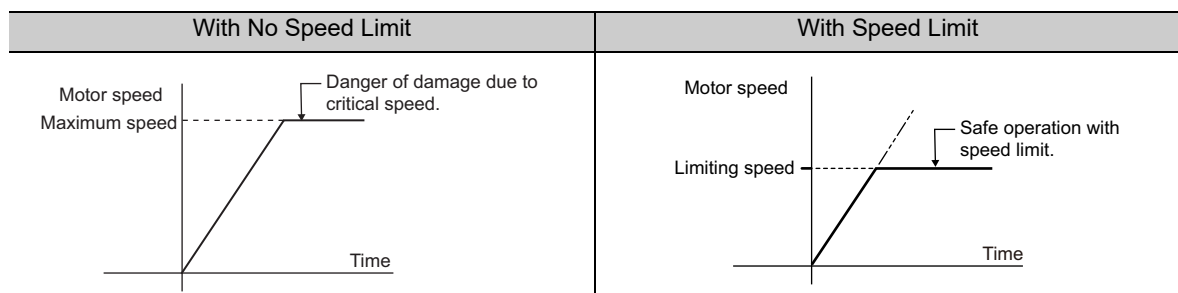 With No Speed Limit
With Speed Limit
Motor speed
Maximum speed
Danger of damage due to
critical speed.
Time
Motor speed
Limiting speed
Safe operation with
speed limit.
Time